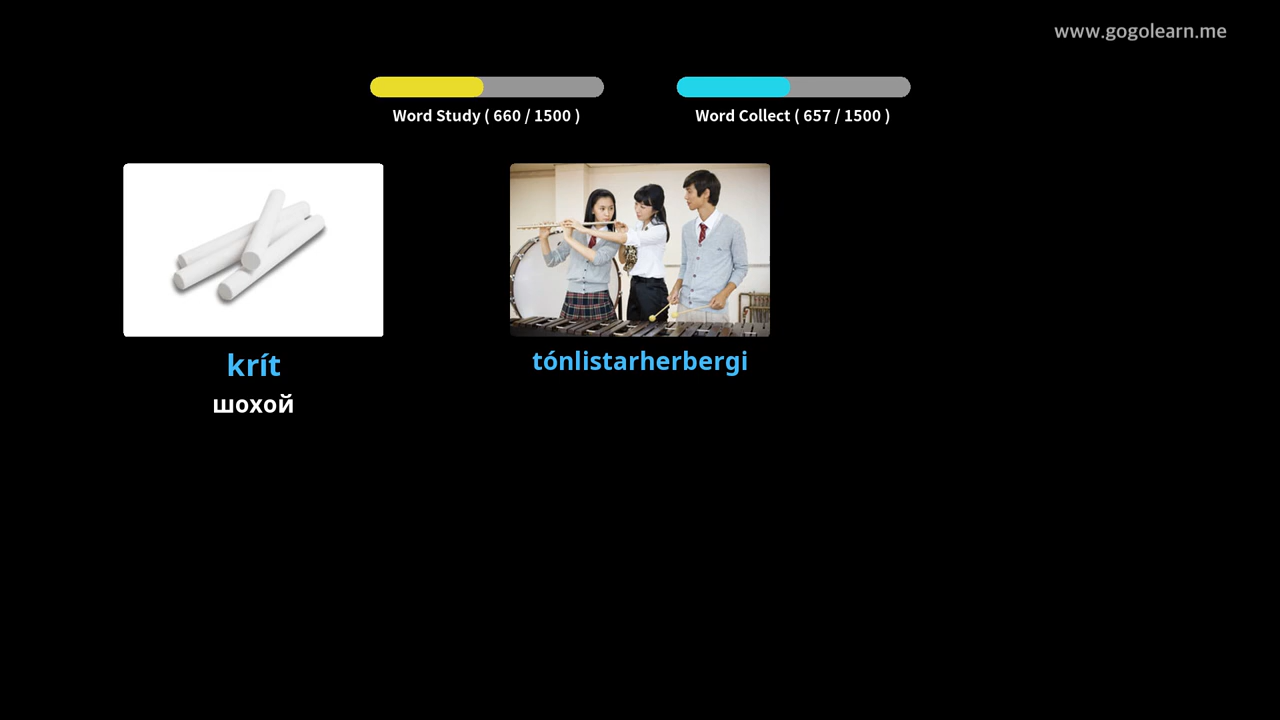 www.gogolearn.me
Word Study ( 660 / 1500 )
Word Collect ( 657 / 1500 )
krít
шохой
tónlistarherbergi